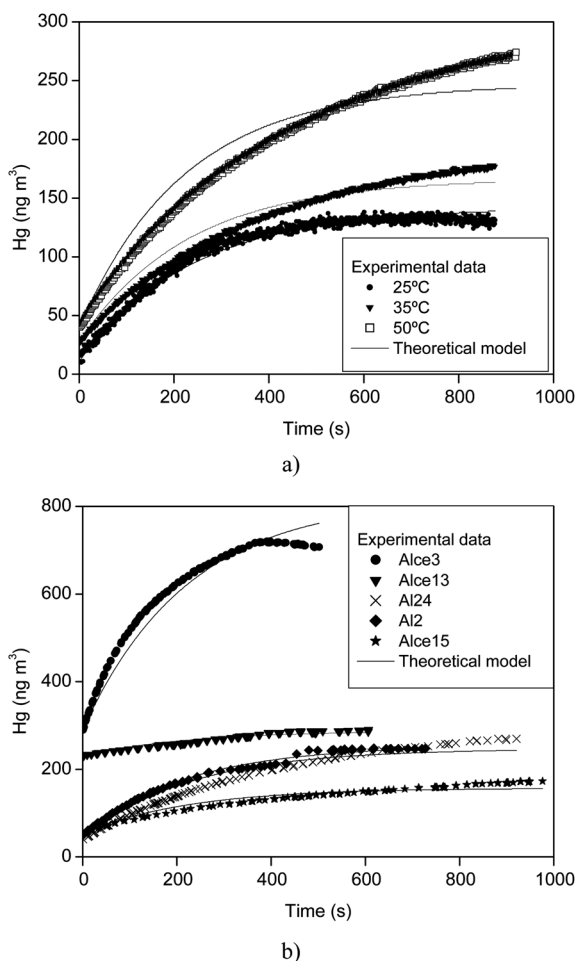 a)
300
250
200
150
100
50
0
Hg (ng m³)
Experimental data
25ºC
35ºC
50ºC
Theoretical model
0 200 400 600 800 1000
Time (s)
a)
800
600
400
200
0
Hg (ng m³)
Experimental data
Alce3
Alce13
Al24
Al2
Alce15
Theoretical model
0 200 400 600 800 1000
Time (s)
b)